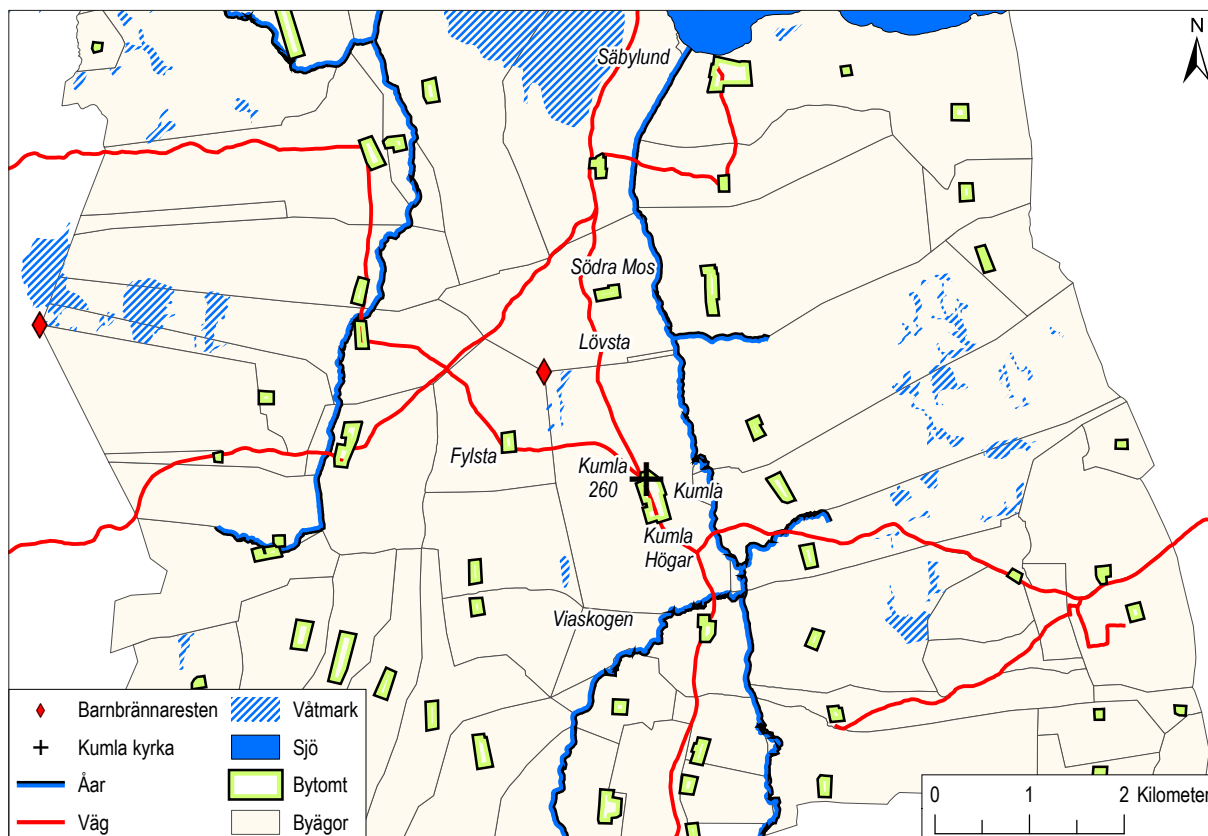 N
Säbylund
Södra Mos
Lövsta
Fylsta
Kumla
260
Kumla
Kumla
Högar
Viaskogen
Barnbrännaresten
Kumla kyrka
Åar
Väg
Våtmark
Sjö
Bytomt
Byägor
0 1 2 Kilometer